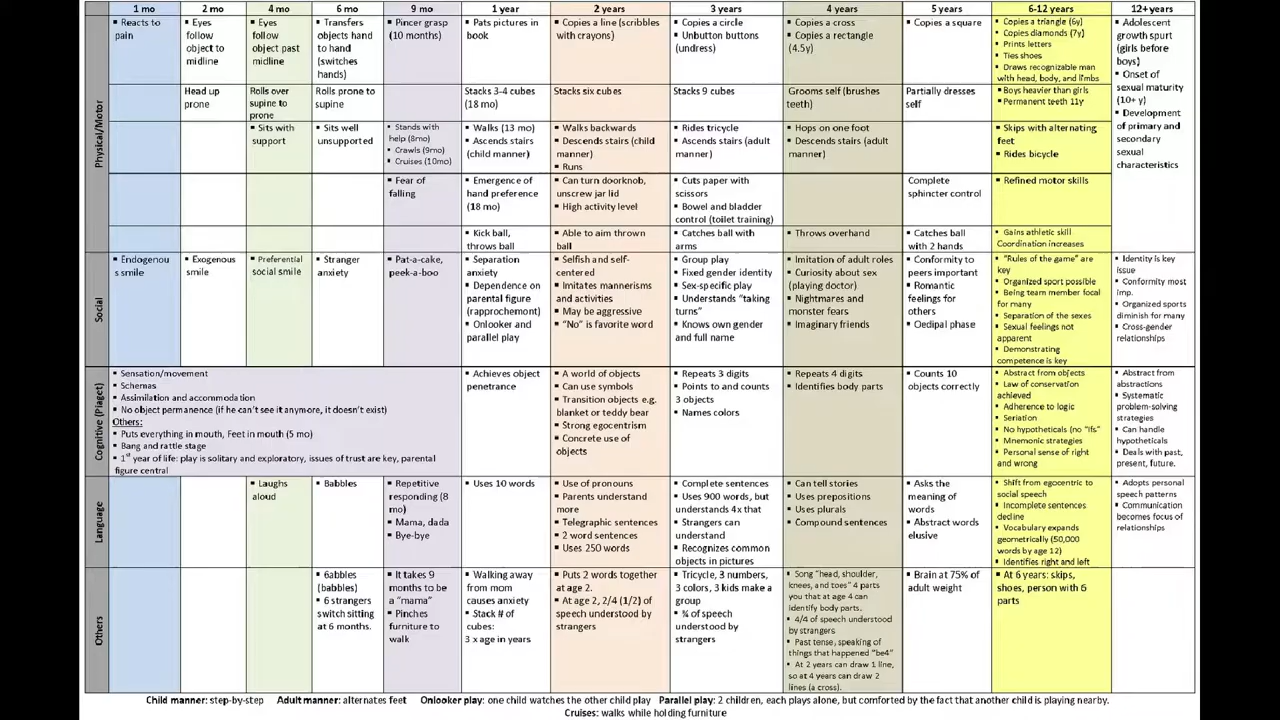 1 mo 2 mo 4 mo 6 mo 9 mo 1 year 2 years 3 years 4 years 5 years 6-12 years 12+ years
Physical/Motor
▪ Reacts to
pain
▪ Eyes
follow
object to
midline
▪ Eyes
follow
object past
midline
▪ Transfers
objects hand
to hand
(switches
hands)
▪ Pincer grasp
(10 months)
▪ Pats pictures in
book
▪ Copies a line (scribbles
with crayons)
▪ Copies a circle
▪ Unbutton buttons
(undress)
▪ Copies a cross
▪ Copies a rectangle
(4.5y)
▪ Copies a square
▪ Copies a triangle (6y)
▪ Copies diamonds (7y)
▪ Prints letters
▪ Ties shoes
▪ Draws recognizable man
with head, body, and limbs
▪ Adolescent
growth spurt
(girls before
boys)
▪ Onset of
sexual maturity
(10+ y)
▪ Development
of primary and
secondary
sexual
characteristics
Head up
prone
Rolls over
supine to
prone
Rolls prone to
supine
Stacks 3-4 cubes
(18 mo)
Stacks six cubes
Stacks 9 cubes
Grooms self (brushes
teeth)
Partially dresses
self
▪ Boys heavier than girls
▪ Permanent teeth 11y
▪ Sits with
support
▪ Sits well
unsupported
▪ Stands with
help (8mo)
▪ Crawls (9mo)
▪ Cruises (10mo)
▪ Walks (13 mo)
▪ Ascends stairs
(child manner)
▪ Walks backwards
▪ Descends stairs (child
manner)
▪ Runs
▪ Rides tricycle
▪ Ascends stairs (adult
manner)
▪ Hops on one foot
▪ Descends stairs (adult
manner)
▪ Skips with alternating
feet
▪ Rides bicycle
▪ Fear of
falling
▪ Emergence of
hand preference
(18 mo)
▪ Can turn doorknob,
unscrew jar lid
▪ High activity level
▪ Cuts paper with
scissors
▪ Bowel and bladder
control (toilet training)
Complete
sphincter control
▪ Refined motor skills
▪ Kick ball,
throws ball
▪ Able to aim thrown
ball
▪ Catches ball with
arms
▪ Throws overhand
▪ Catches ball
with 2 hands
▪ Gains athletic skill
Coordination increases
Social
▪ Endogenou
s smile
▪ Exogenous
smile
▪ Preferential
social smile
▪ Stranger
anxiety
▪ Pat-a-cake,
peek-a-boo
▪ Separation
anxiety
▪ Dependence on
parental figure
(rapprochemont)
▪ Onlooker and
parallel play
▪ Selfish and self-
centered
▪ Imitates mannerisms
and activities
▪ May be aggressive
▪ "No" is favorite word
▪ Group play
▪ Fixed gender identity
▪ Sex-specific play
▪ Understands "taking
turns"
▪ Knows own gender
and full name
▪ Imitation of adult roles
▪ Curiosity about sex
(playing doctor)
▪ Nightmares and
monster fears
▪ Imaginary friends
▪ Conformity to
peers important
▪ Romantic
feelings for
others
▪ Oedipal phase
▪ "Rules of the game" are
key
▪ Organized sport possible
▪ Being team member focal
for many
▪ Separation of the sexes
▪ Sexual feelings not
apparent
▪ Demonstrating
competence is key
▪ Identity is key
issue
▪ Conformity most
imp.
▪ Organized sports
diminish for many
▪ Cross-gender
relationships
Cognitive (Piaget)
▪ Sensation/movement
▪ Schemas
▪ Assimilation and accommodation
▪ No object permanence (if he can't see it anymore, it doesn't exist)
Others:
▪ Puts everything in mouth, Feet in mouth (5 mo)
▪ Bang and rattle stage
▪ 1st year of life: play is solitary and exploratory, issues of trust are key, parental
figure central
▪ Achieves object
penetrance
▪ A world of objects
▪ Can use symbols
▪ Transition objects e.g.
blanket or teddy bear
▪ Strong egocentrism
▪ Concrete use of
objects
▪ Repeats 3 digits
▪ Points to and counts
3 objects
▪ Names colors
▪ Repeats 4 digits
▪ Identifies body parts
▪ Counts 10
objects correctly
▪ Abstract from objects
▪ Law of conservation
achieved
▪ Adherence to logic
▪ Seriation
▪ No hypotheticals (no "ifs"
▪ Mnemonic strategies
▪ Personal sense of right
and wrong
▪ Abstract from
abstractions
▪ Systematic
problem-solving
strategies
▪ Can handle
hypotheticals
▪ Deals with past,
present, future.
Language
▪ Laughs
aloud
▪ Babbles
▪ Repetitive
responding (8
mo)
▪ Mama, dada
▪ Bye-bye
▪ Uses 10 words
▪ Use of pronouns
▪ Parents understand
more
▪ Telegraphic sentences
▪ 2 word sentences
▪ Uses 250 words
▪ Complete sentences
▪ Uses 900 words, but
understands 4x that
▪ Strangers can
understand
▪ Recognizes common
objects in pictures
▪ Can tell stories
▪ Uses prepositions
▪ Uses plurals
▪ Compound sentences
▪ Asks the
meaning of
words
▪ Abstract words
elusive
▪ Shift from egocentric to
social speech
▪ Incomplete sentences
decline
▪ Vocabulary expands
geometrically (50,000
words by age 12)
▪ Identifies right and left
▪ Adopts personal
speech patterns
▪ Communication
becomes focus of
relationships
Others
▪ 6abbles
(babbles)
▪ 6 strangers
switch sitting
at 6 months.
▪ It takes 9
months to be
a "mama"
▪ Pinches
furniture to
walk
▪ Walking away
from mom
causes anxiety
▪ Stack # of
cubes:
3 x age in years
▪ Puts 2 words together
at age 2.
▪ At age 2, 2/4 (1/2) of
speech understood by
strangers
▪ Tricycle, 3 numbers,
3 colors, 3 kids make a
group
▪ ¾ of speech
understood by
strangers
▪ Song "head, shoulder,
knees, and toes" 4 parts
you that at age 4 can
Identify body parts.
▪ 4/4 of speech understood
by strangers
▪ Past tense, speaking of
things that happened "be4"
▪ At 2 years can draw 1 line,
so at 4 years can draw 2
lines (a cross).
▪ Brain at 75% of
adult weight
▪ At 6 years: skips,
shoes, person with 6
parts
Child manner: step-by-step Adult manner: alternates feet Onlooker play: one child watches the other child play Parallel play: 2 children, each plays alone, but comforted by the fact that another child is playing nearby.
Cruises: walks while holding furniture